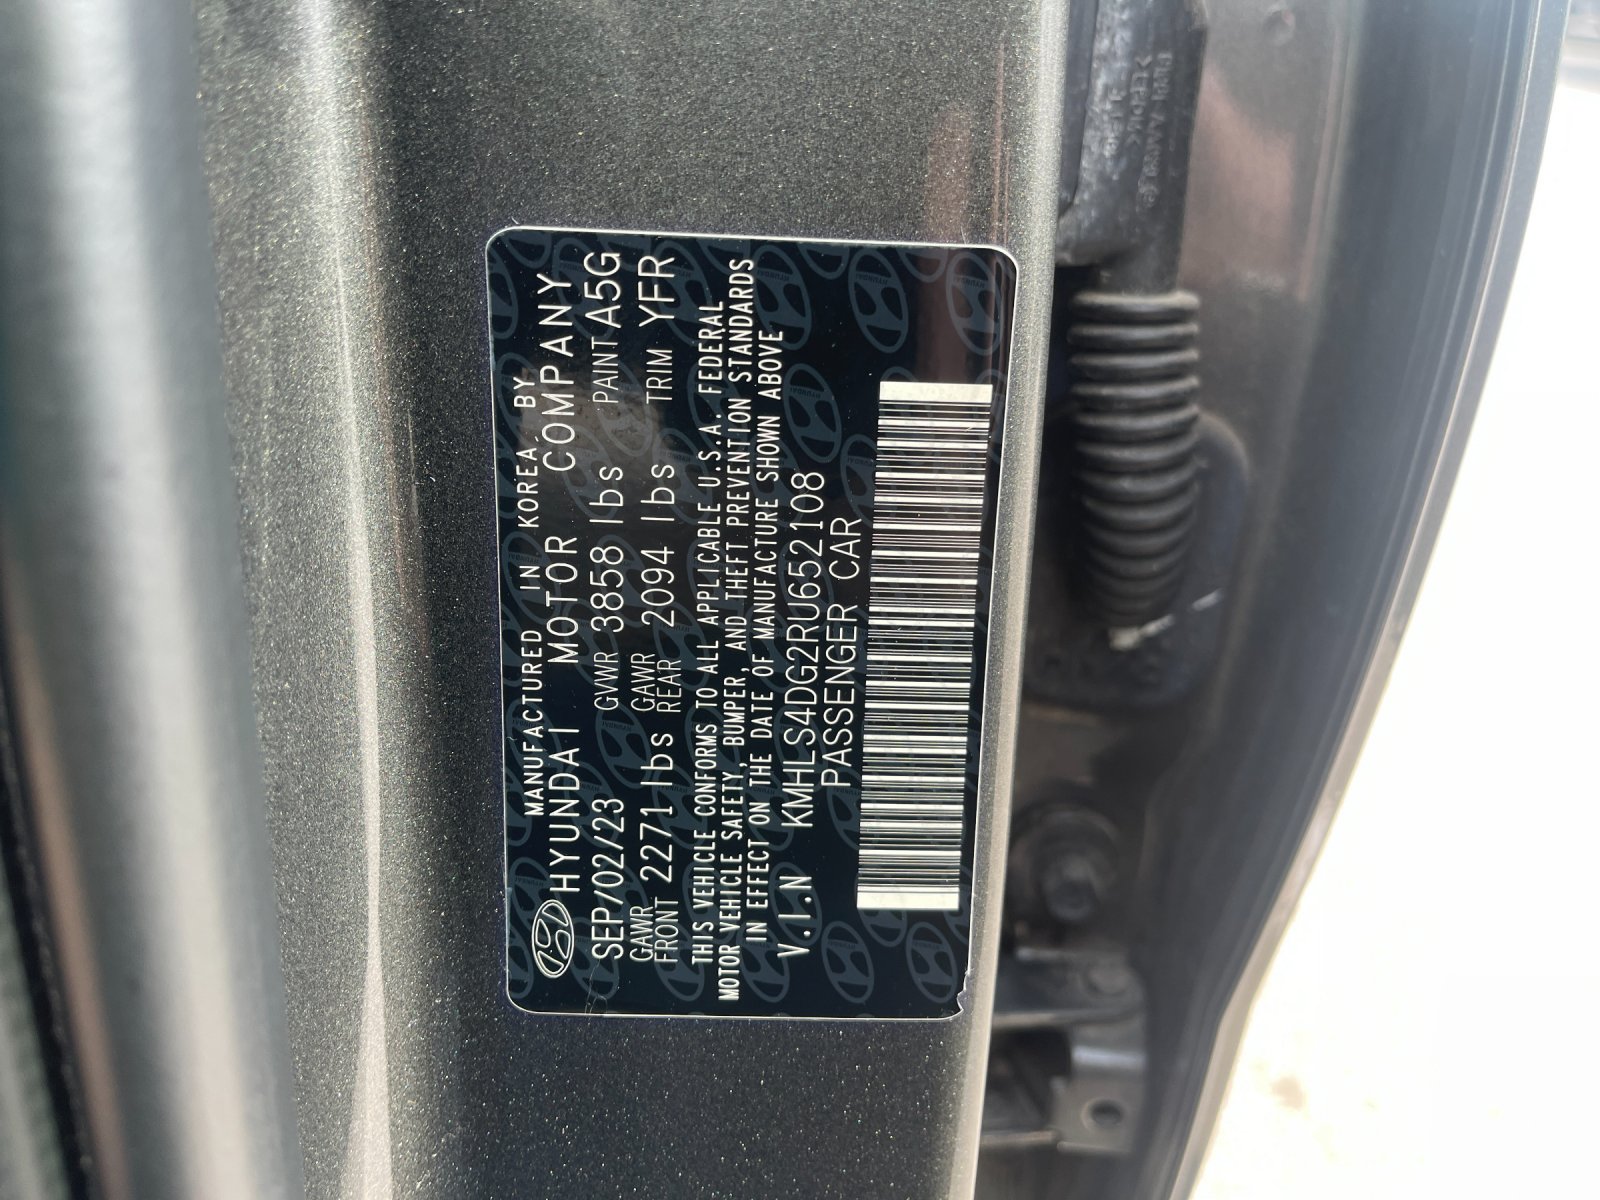 MANUFACTURED IN KOREA BY
HYUNDAI MOTOR COMPANY
SEP/02/23 GVWR 3858 lbs PAINT A5G
GAWR FRONT 2271 lbs GAWR REAR 2094 lbs TRIM YFR
THIS VEHICLE CONFORMS TO ALL APPLICABLE U.S.A. FEDERAL
MOTOR VEHICLE SAFETY, BUMPER, AND THEFT PREVENTION STANDARDS
IN EFFECT ON THE DATE OF MANUFACTURE SHOWN ABOVE
V.I.N KMHLS4DG2RU652108
PASSENGER CAR